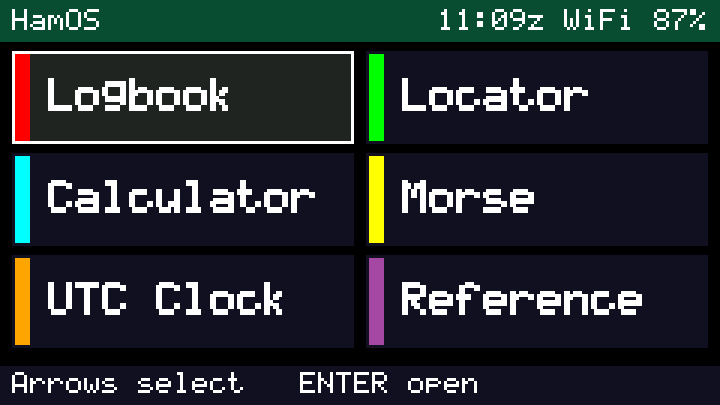 HamOS 11:09z WiFi 87%
Logbook Locator
Calculator Morse
UTC Clock Reference
Arrows select ENTER open